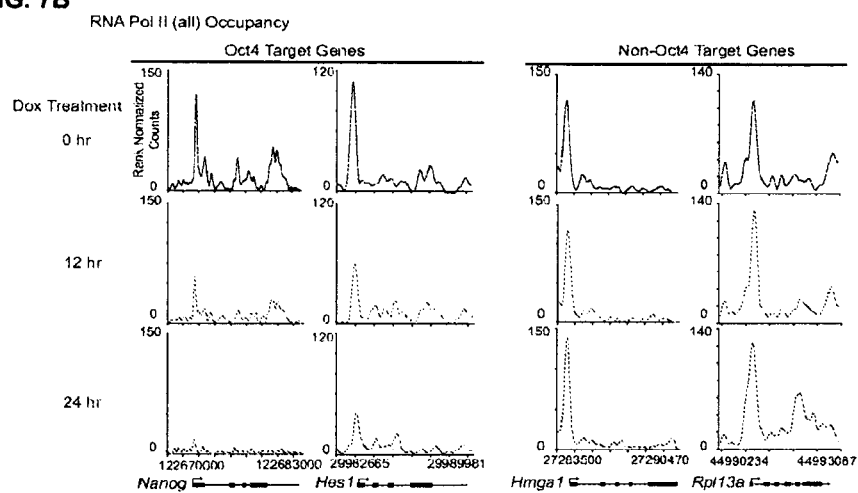 FIG. 7B
RNA Pol II (all) Occupancy
Oct4 Target Genes
Non-Oct4 Target Genes
Dox Treatment
Rank Normalized
Counts
0 hr
150
0
120
0
150
0
140
0
12 hr
150
0
120
0
150
0
140
0
24 hr
150
0
120
0
150
0
140
0
122670000 122683000
29982665 29989981
27283500 27290470
44990234 44993087
Nanog
Hes1
Hmga1
Rpl13a